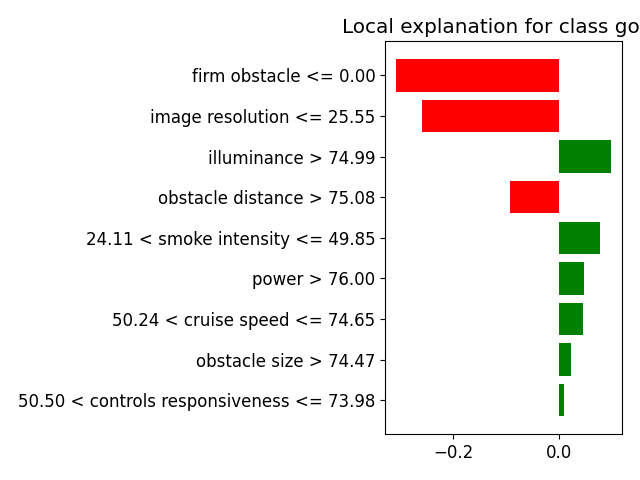 Local explanation for class go
firm obstacle <= 0.00
image resolution <= 25.55
illuminance > 74.99
obstacle distance > 75.08
24.11 < smoke intensity <= 49.85
power > 76.00
50.24 < cruise speed <= 74.65
obstacle size > 74.47
50.50 < controls responsiveness <= 73.98
−0.2 0.0